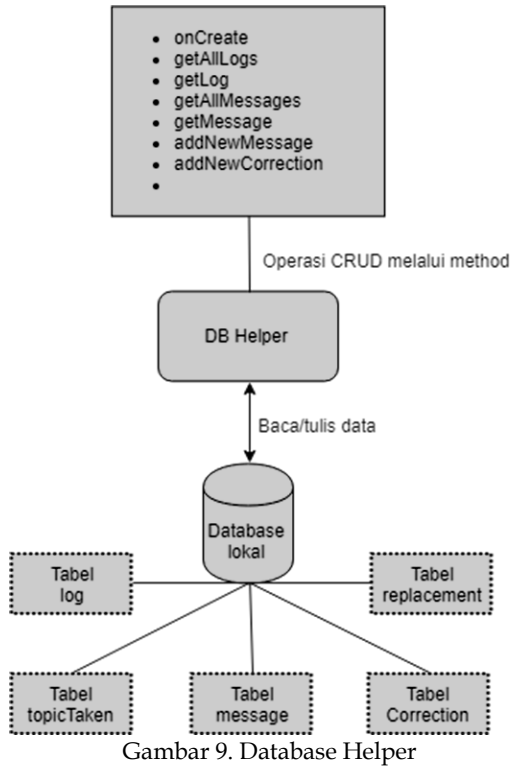 • onCreate
• getAllLogs
• getLog
• getAllMessages
• getMessage
• addNewMessage
• addNewCorrection
•
Operasi CRUD melalui method
DB Helper
Baca/tulis data
Database
lokal
Tabel
log
Tabel
replacement
Tabel
topicTaken
Tabel
message
Tabel
Correction
Gambar 9. Database Helper